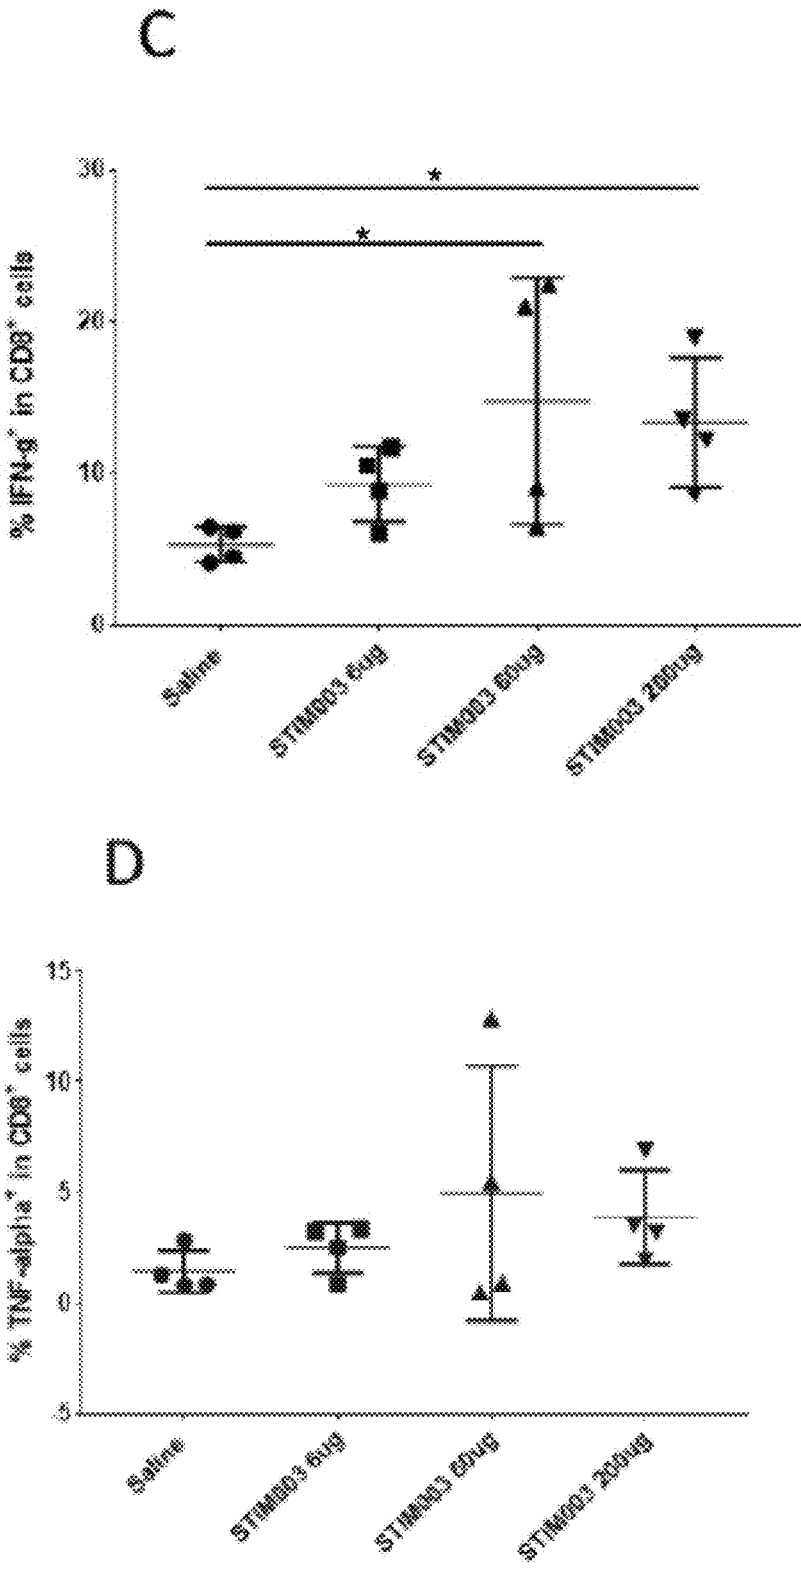 C
30
*
*
20
10
0
% IFN-g⁺ in CD8⁺ cells
Saline
STIM003 6ug
STIM003 60ug
STIM003 200ug
D
15
10
5
0
-5
% TNF-alpha⁺ in CD8⁺ cells
Saline
STIM003 6ug
STIM003 60ug
STIM003 200ug